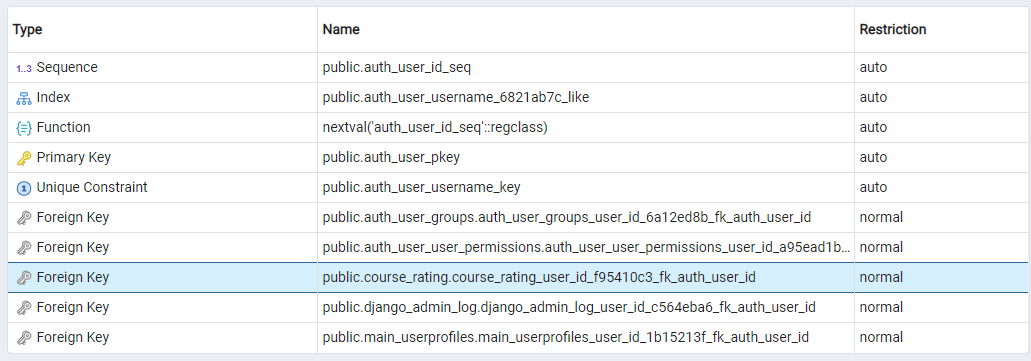 Type Name Restriction
1..3 Sequence public.auth_user_id_seq auto
Index public.auth_user_username_6821ab7c_like auto
Function nextval('auth_user_id_seq'::regclass) auto
Primary Key public.auth_user_pkey auto
1 Unique Constraint public.auth_user_username_key auto
Foreign Key public.auth_user_groups.auth_user_groups_user_id_6a12ed8b_fk_auth_user_id normal
Foreign Key public.auth_user_user_permissions.auth_user_user_permissions_user_id_a95ead1b... normal
Foreign Key public.course_rating.course_rating_user_id_f95410c3_fk_auth_user_id normal
Foreign Key public.django_admin_log.django_admin_log_user_id_c564eba6_fk_auth_user_id normal
Foreign Key public.main_userprofiles.main_userprofiles_user_id_1b15213f_fk_auth_user_id normal